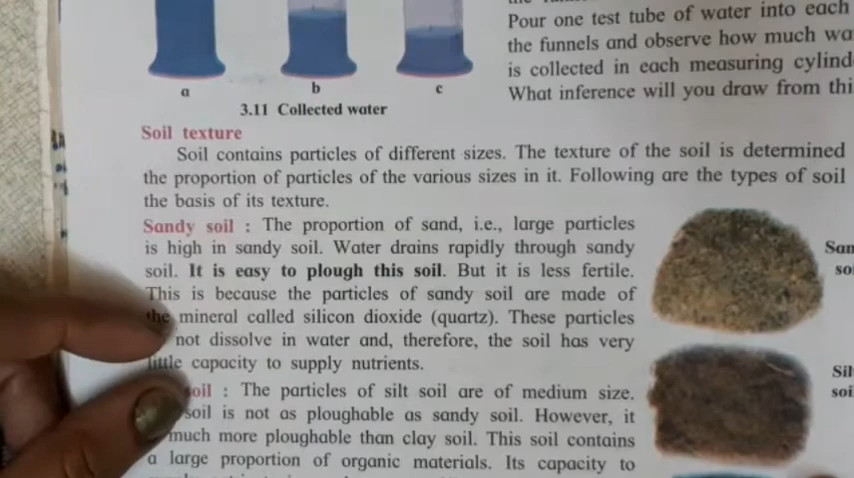 Pour one test tube of water into each
the funnels and observe how much wa
is collected in each measuring cylind
What inference will you draw from thi
a
b
c
3.11 Collected water
Soil texture
Soil contains particles of different sizes. The texture of the soil is determined
the proportion of particles of the various sizes in it. Following are the types of soil
the basis of its texture.
Sandy soil : The proportion of sand, i.e., large particles
is high in sandy soil. Water drains rapidly through sandy
soil. It is easy to plough this soil. But it is less fertile.
This is because the particles of sandy soil are made of
the mineral called silicon dioxide (quartz). These particles
not dissolve in water and, therefore, the soil has very
little capacity to supply nutrients.
soil : The particles of silt soil are of medium size.
soil is not as ploughable as sandy soil. However, it
much more ploughable than clay soil. This soil contains
a large proportion of organic materials. Its capacity to
San
soi
Sil
soi